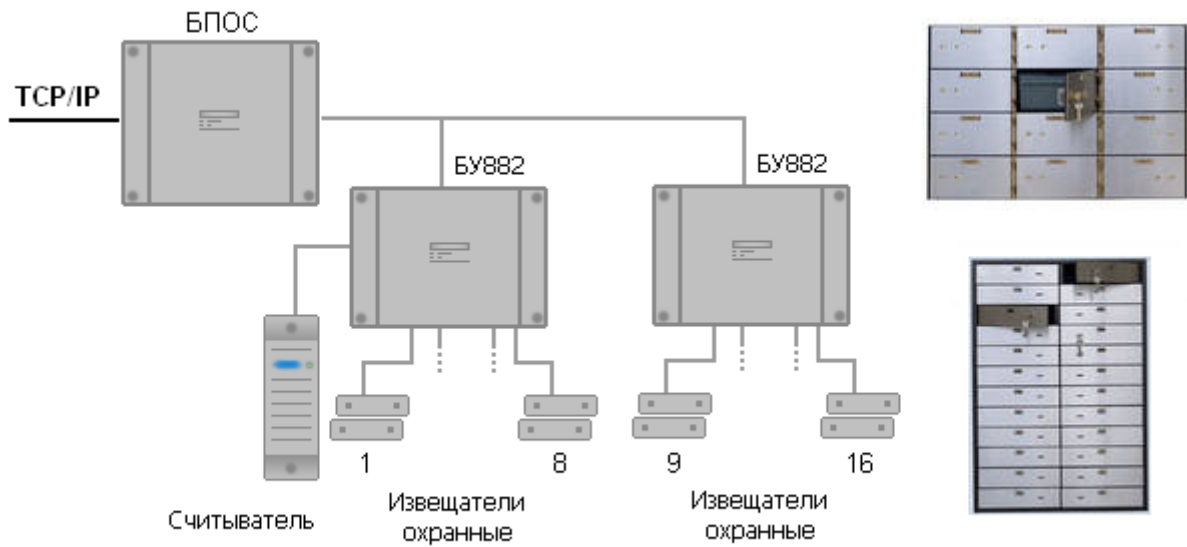 БПОС
TCP/IP
БУ882
БУ882
1
8
9
16
Считыватель
Извещатели
охранные
Извещатели
охранные